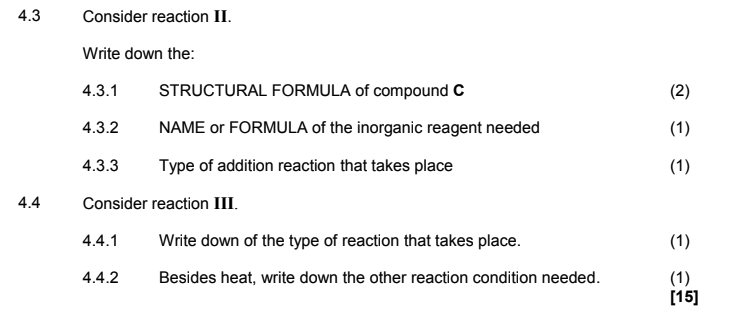 4.3 Consider reaction II.
Write down the:
4.3.1 STRUCTURAL FORMULA of compound C (2)
4.3.2 NAME or FORMULA of the inorganic reagent needed (1)
4.3.3 Type of addition reaction that takes place (1)
4.4 Consider reaction III.
4.4.1 Write down of the type of reaction that takes place. (1)
4.4.2 Besides heat, write down the other reaction condition needed. (1)
[15]